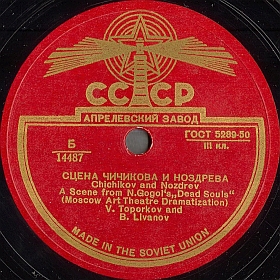 СССР
АПРЕЛЕВСКИЙ ЗАВОД
ГОСТ 5289-50
Б
III кл.
14487
СЦЕНА ЧИЧИКОВА И НОЗДРЕВА
Chichikov and Nozdrev
A Scene from N.Gogol's„Dead Souls“
(Moscow Art Theatre Dramatization)
V. Toporkov and
B. Livanov
MADE IN THE SOVIET UNION